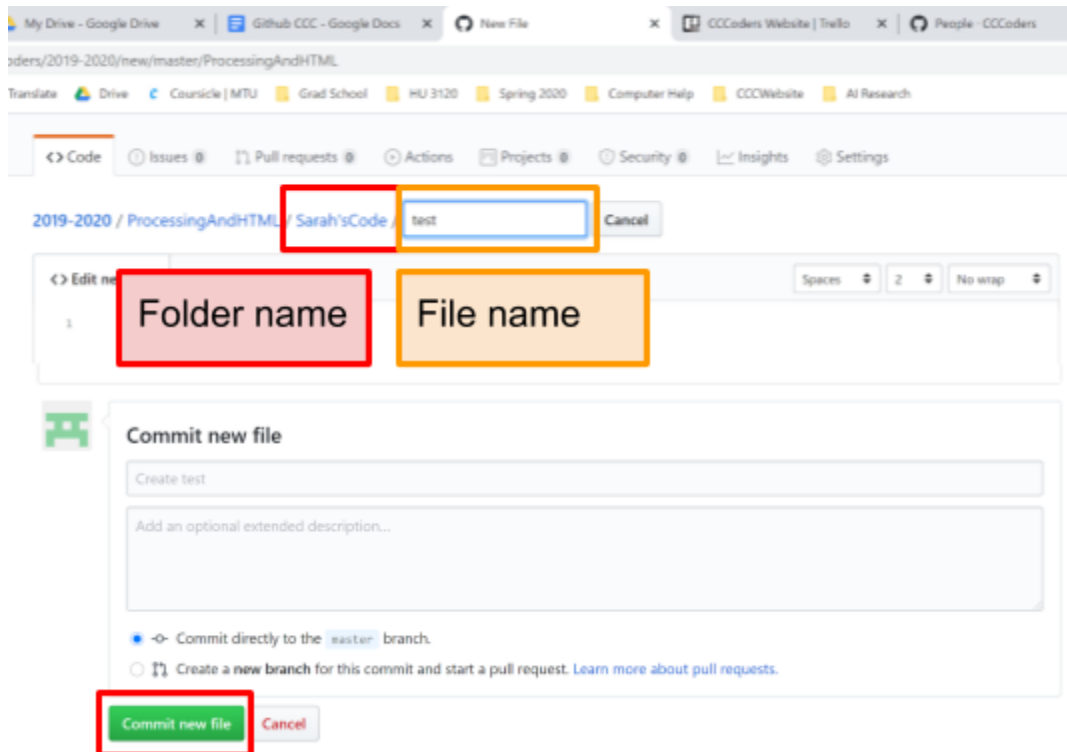 My Drive - Google Drive Github CCC - Google Docs New File CCCoders Website | Trello People · CCCoders
oders/2019-2020/new/master/ProcessingAndHTML
Translate Drive Coursicle | MTU Grad School HU 3120 Spring 2020 Computer Help CCCWebsite AI Research
Code Issues 0 Pull requests 0 Actions Projects 0 Security 0 Insights Settings
2019-2020 / ProcessingAndHTML / Sarah'sCode / test Cancel
<> Edit ne Spaces 2 No wrap
1
Folder name File name
Commit new file
Create test
Add an optional extended description...
Commit directly to the master branch.
Create a new branch for this commit and start a pull request. Learn more about pull requests.
Commit new file Cancel